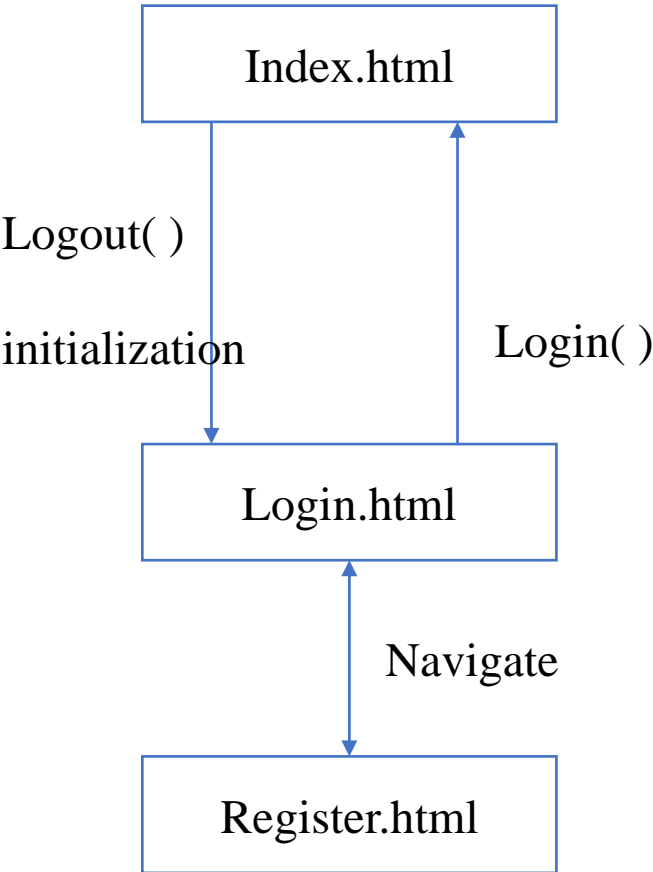 Index.html
Logout( )
initialization
Login( )
Login.html
Navigate
Register.html